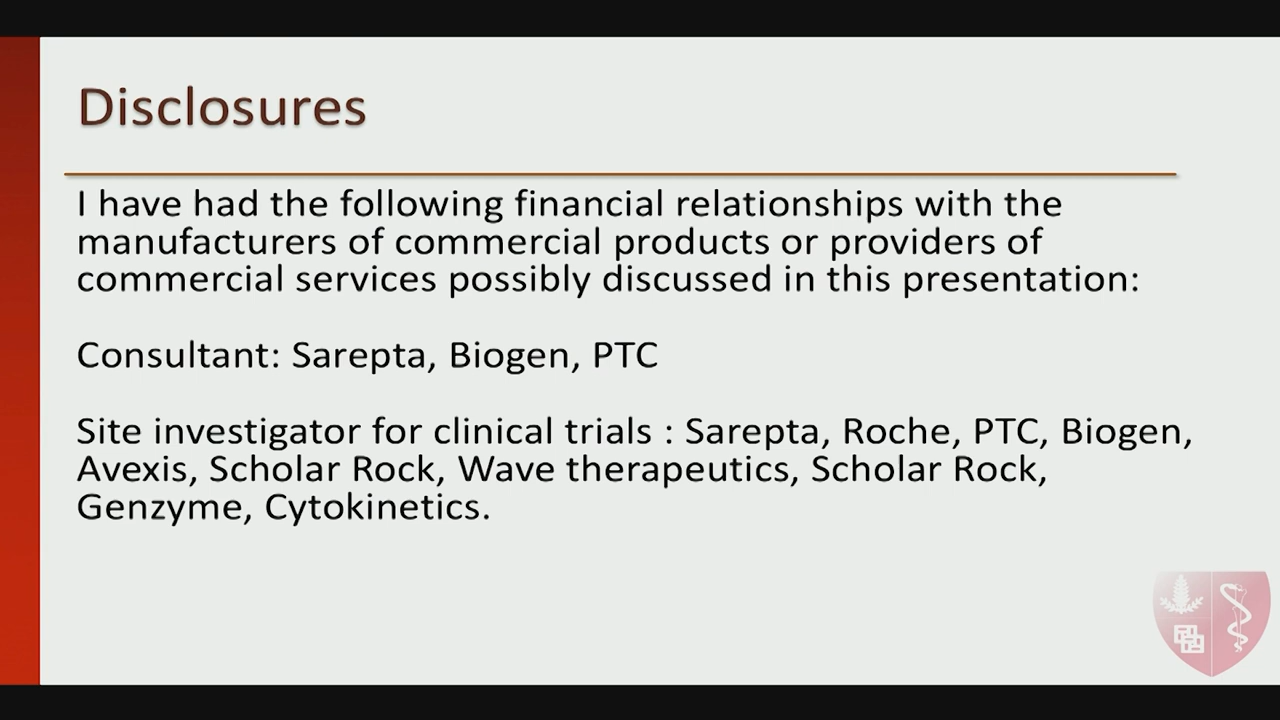 Disclosures
I have had the following financial relationships with the
manufacturers of commercial products or providers of
commercial services possibly discussed in this presentation:
Consultant: Sarepta, Biogen, PTC
Site investigator for clinical trials : Sarepta, Roche, PTC, Biogen,
Avexis, Scholar Rock, Wave therapeutics, Scholar Rock,
Genzyme, Cytokinetics.